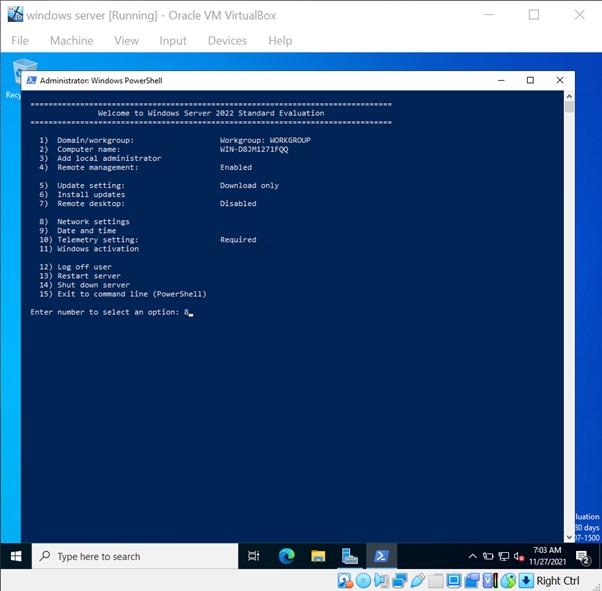 windows server [Running] - Oracle VM VirtualBox
File Machine View Input Devices Help
Administrator: Windows PowerShell
Welcome to Windows Server 2022 Standard Evaluation
1) Domain/workgroup: Workgroup: WORKGROUP
2) Computer name: WIN-D8JM1271FQQ
3) Add local administrator
4) Remote management: Enabled
5) Update setting: Download only
6) Install updates
7) Remote desktop: Disabled
8) Network settings
9) Date and time
10) Telemetry setting: Required
11) Windows activation
12) Log off user
13) Restart server
14) Shut down server
15) Exit to command line (PowerShell)
Enter number to select an option: 8
Recy
luation
80 days
07-1500
Type here to search
7:03 AM
11/27/2021
2
Right Ctrl